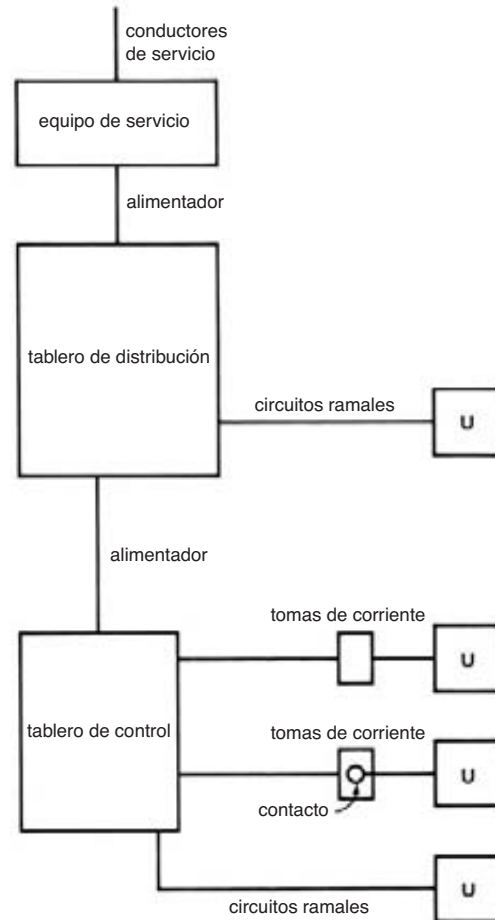 conductores
de servicio
equipo de servicio
alimentador
tablero de distribución
circuitos ramales
U
alimentador
tomas de corriente
U
tablero de control
tomas de corriente
U
contacto
U
circuitos ramales